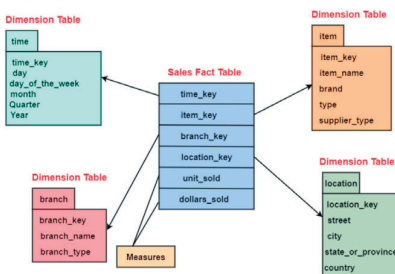 Dimension Table
time
time_key
day
day_of_the_week
month
Quarter
Year
Sales Fact Table
time_key
item_key
branch_key
location_key
unit_sold
dollars_sold
Dimension Table
item
item_key
item_name
brand
type
supplier_type
Dimension Table
branch
branch_key
branch_name
branch_type
Measures
Dimension Table
location
location_key
street
city
state_or_province
country